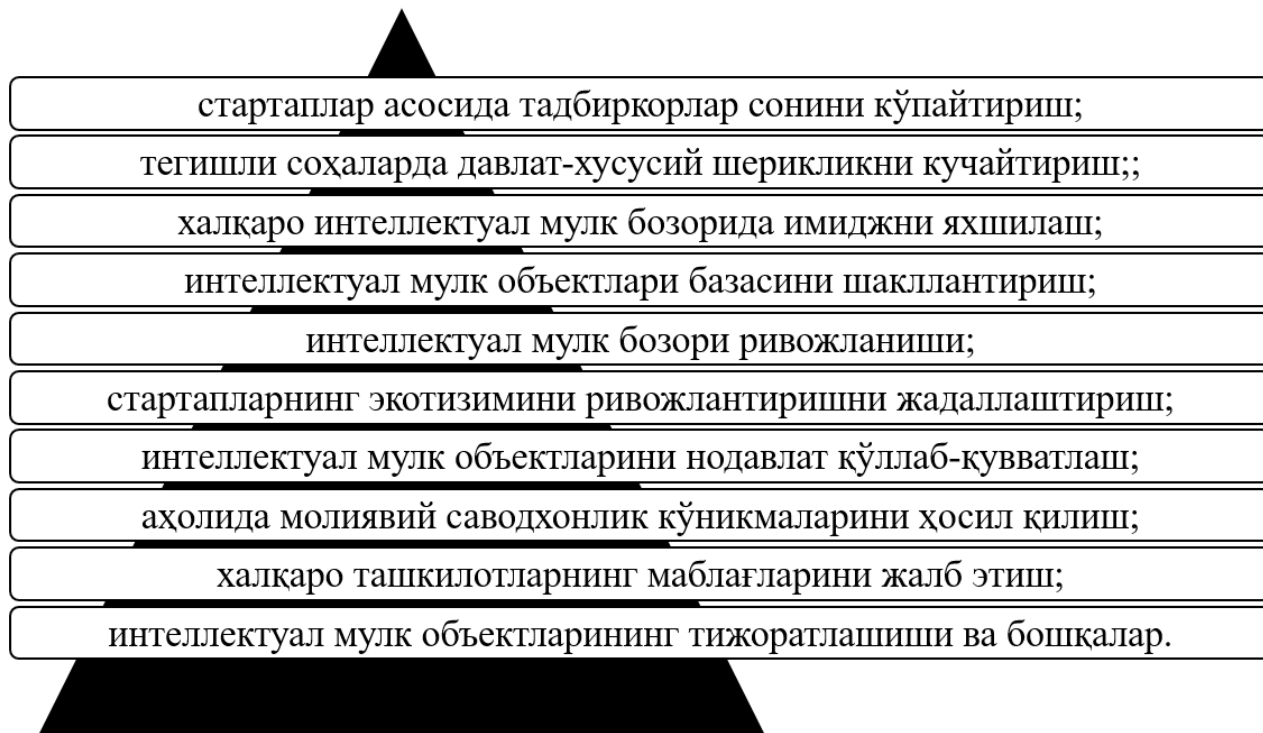 стартаплар асосида тадбиркорлар сонини кўпайтириш;
тегишли соҳаларда давлат-хусусий шерикликни кучайтириш;;
халқаро интеллектуал мулк бозорида имиджни яхшилаш;
интеллектуал мулк объектлари базасини шакллантириш;
интеллектуал мулк бозори ривожланиши;
стартапларнинг экотизимини ривожлантиришни жадаллаштириш;
интеллектуал мулк объектларини нодавлат қўллаб-қувватлаш;
аҳолида молиявий саводхонлик кўникмаларини ҳосил қилиш;
халқаро ташкилотларнинг маблағларини жалб этиш;
интеллектуал мулк объектларининг тижоратлашиши ва бошқалар.